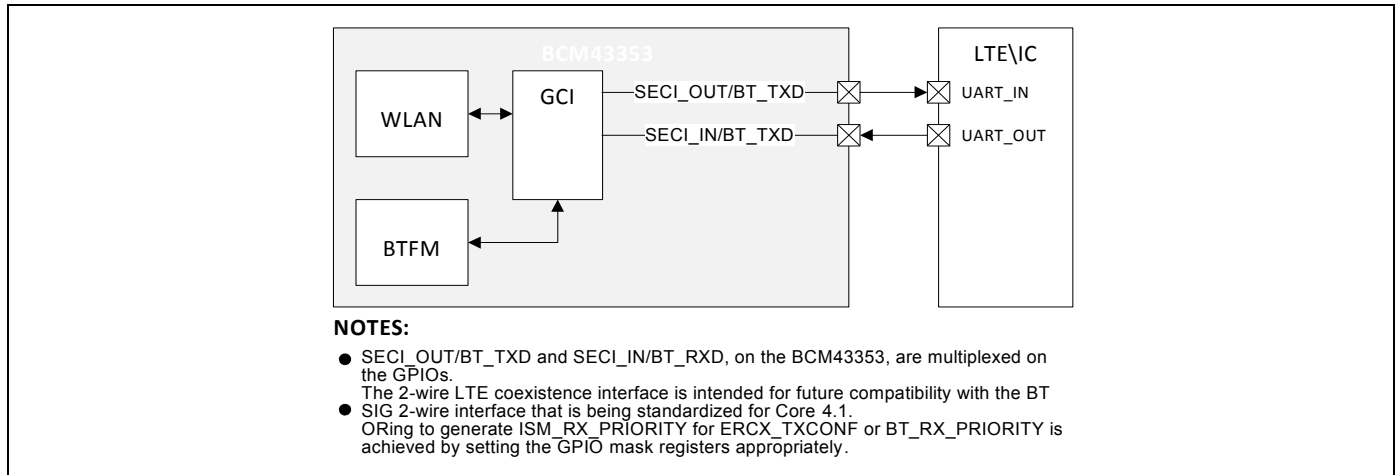 BCM43353
LTE\IC
GCI
SECI_OUT/BT_TXD
UART_IN
WLAN
SECI_IN/BT_TXD
UART_OUT
BTFM
NOTES:
● SECI_OUT/BT_TXD and SECI_IN/BT_RXD, on the BCM43353, are multiplexed on
the GPIOs.
The 2-wire LTE coexistence interface is intended for future compatibility with the BT
● SIG 2-wire interface that is being standardized for Core 4.1.
ORing to generate ISM_RX_PRIORITY for ERCX_TXCONF or BT_RX_PRIORITY is
achieved by setting the GPIO mask registers appropriately.